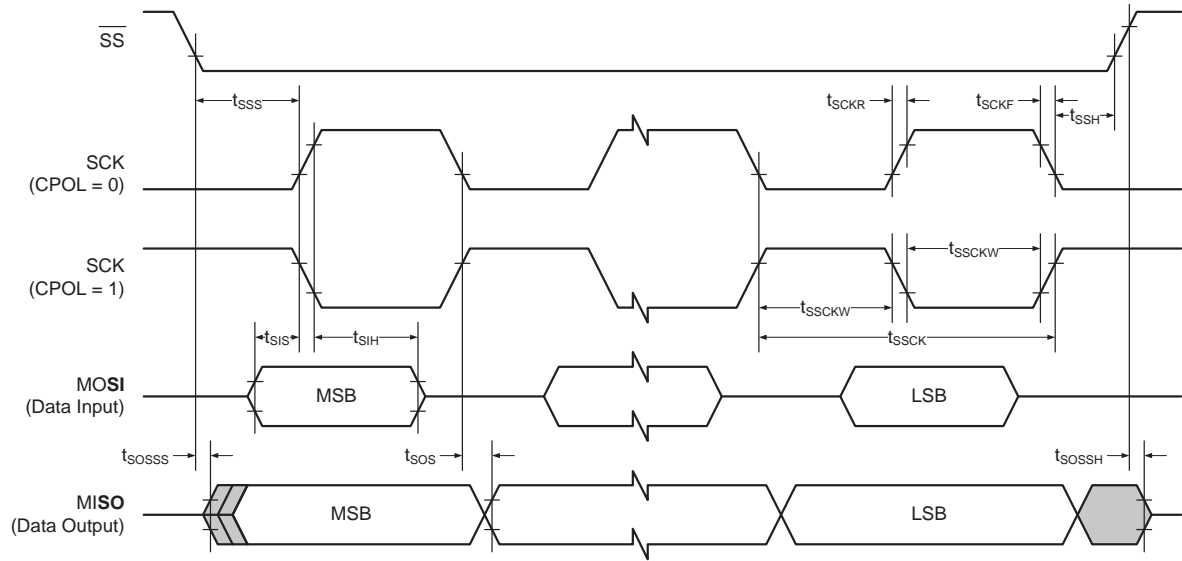 SS
tSSS
tSCKR
tSCKF
tSSH
SCK
(CPOL = 0)
SCK
(CPOL = 1)
tSSCKW
tSSCKW
tSSCK
tSIS
tSIH
MOSI
(Data Input)
MSB
LSB
tSOSSS
tSOS
tSOSSH
MISO
(Data Output)
MSB
LSB